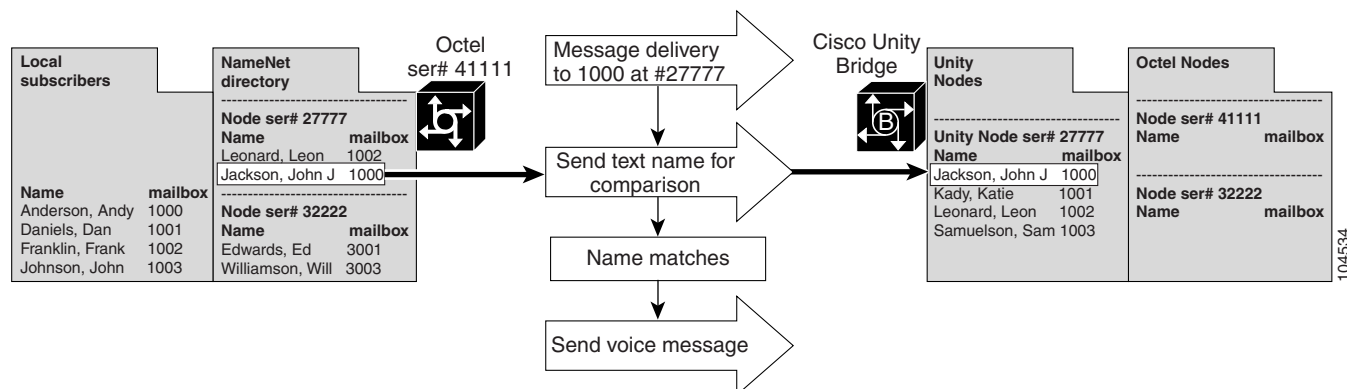 Local
subscribers
Name mailbox
Anderson, Andy 1000
Daniels, Dan 1001
Franklin, Frank 1002
Johnson, John 1003
NameNet
directory
Node ser# 27777
Name mailbox
Leonard, Leon 1002
Jackson, John J 1000
Node ser# 32222
Name mailbox
Edwards, Ed 3001
Williamson, Will 3003
Octel
ser# 41111
Message delivery
to 1000 at #27777
Send text name for
comparison
Name matches
Send voice message
Cisco Unity
Bridge
B
Unity
Nodes
Unity Node ser# 27777
Name mailbox
Jackson, John J 1000
Kady, Katie 1001
Leonard, Leon 1002
Samuelson, Sam 1003
Octel Nodes
Node ser# 41111
Name mailbox
Node ser# 32222
Name mailbox
104534